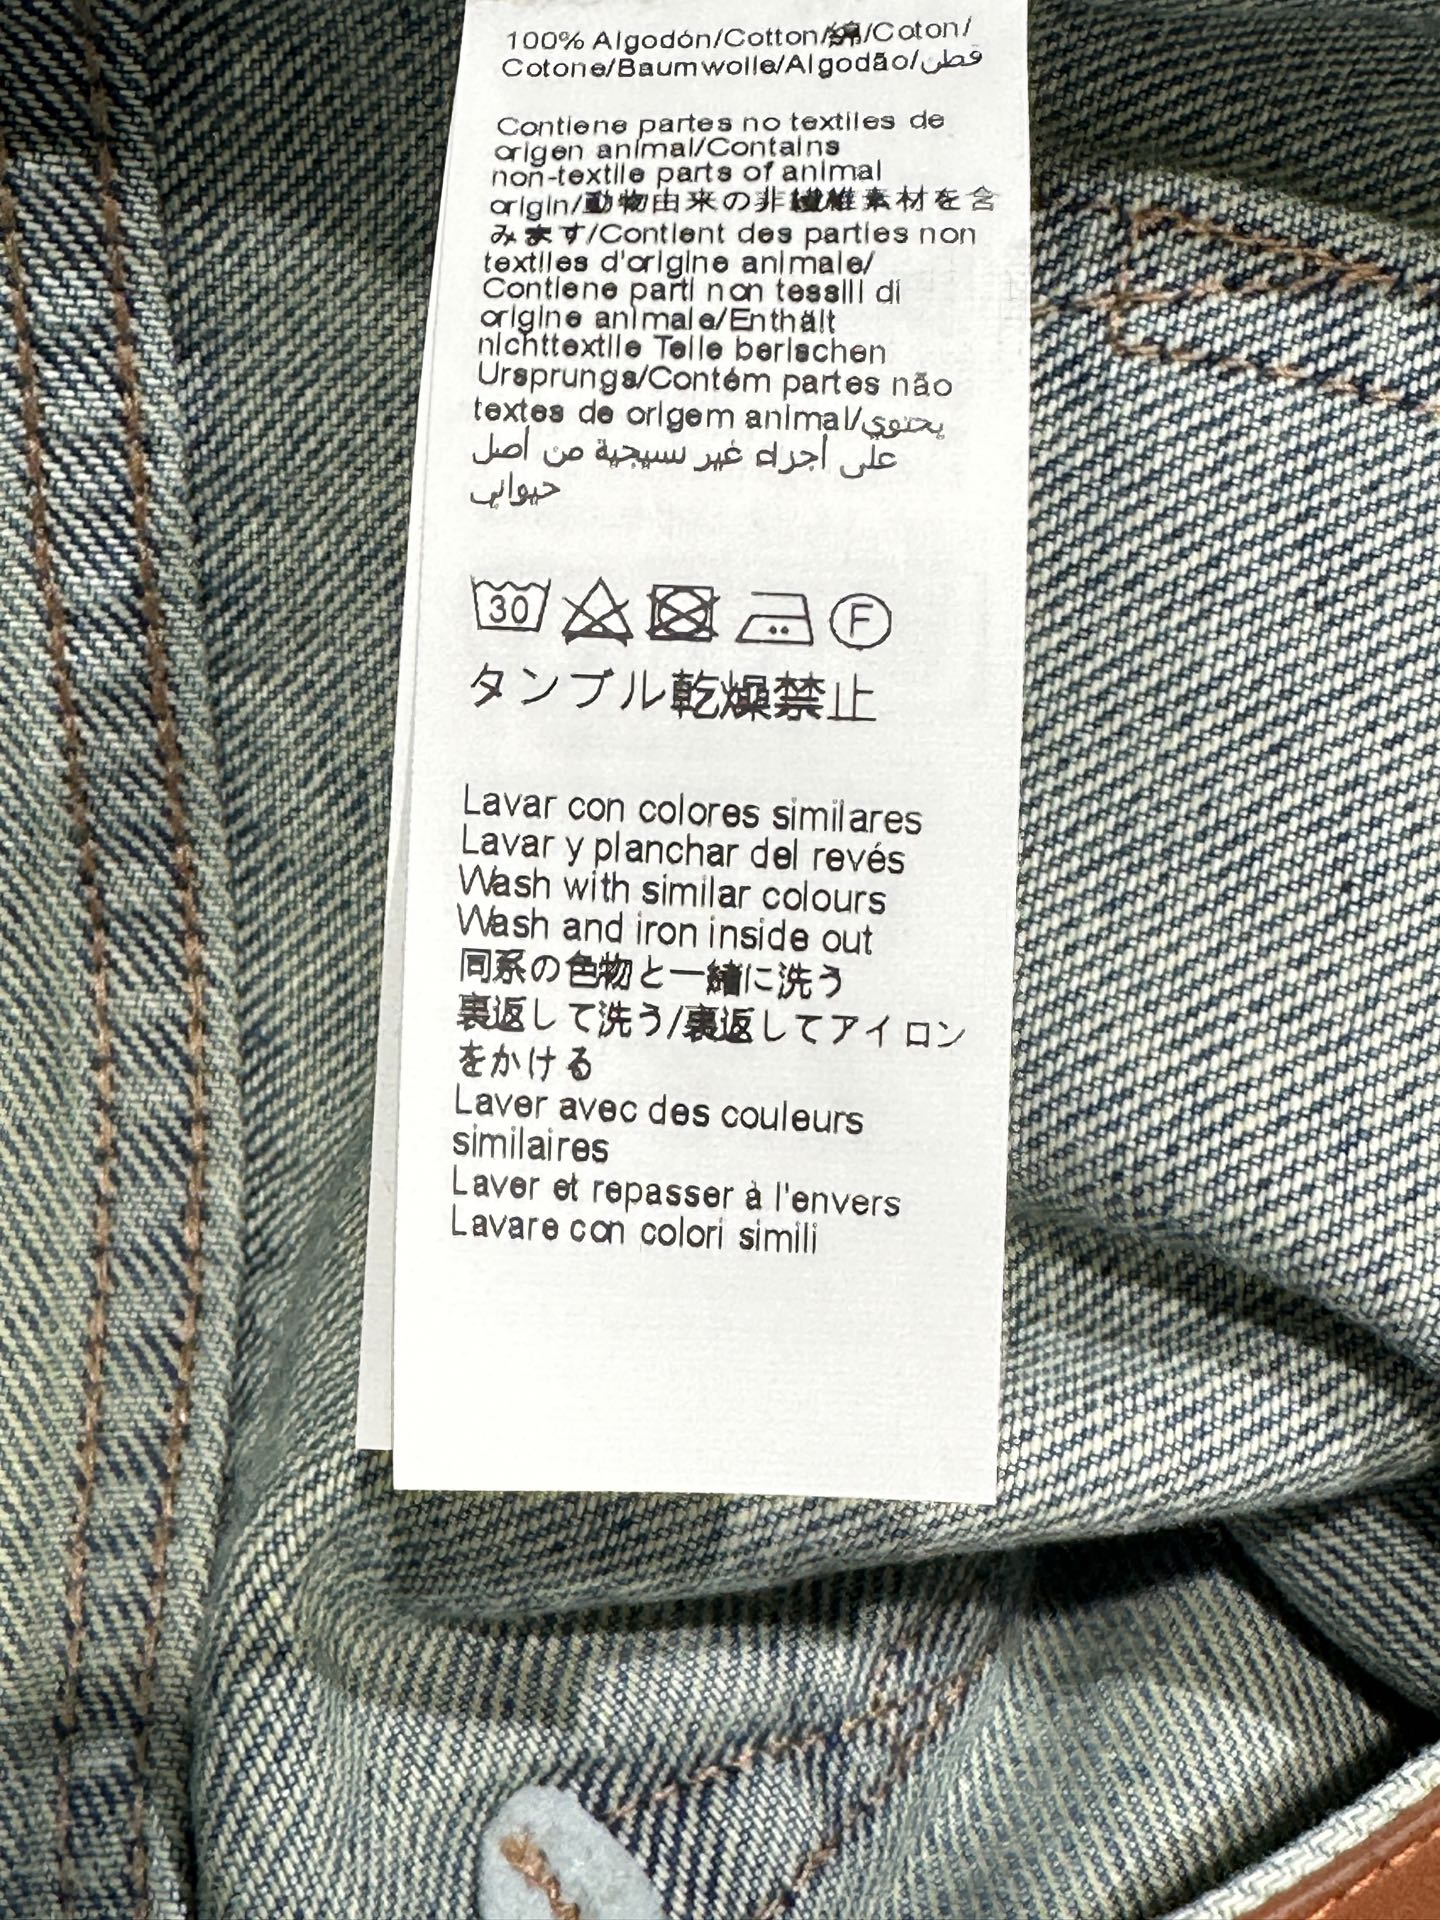 100% Algodón/Cotton/綿/Coton/
Cotone/Baumwolle/Algodão/قطن
Contiene partes no textiles de
origen animal/Contains
non-textile parts of animal
origin/動物由来の非繊維素材を含
みます/Contient des parties non
textiles d'origine animale/
Contiene parti non tessili di
origine animale/Enthält
nichttextile Teile berischen
Ursprungs/Contém partes não
textes de origem animal/يحتوي
على أجزاء غير نسيجية من أصل
حيواني
30 F
タンブル乾燥禁止
Lavar con colores similares
Lavar y planchar del revés
Wash with similar colours
Wash and iron inside out
同系の色物と一緒に洗う
裏返して洗う/裏返してアイロン
をかける
Laver avec des couleurs
similaires
Laver et repasser à l'envers
Lavare con colori simili